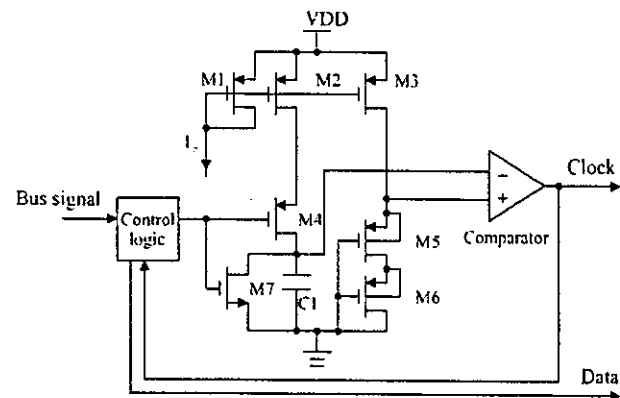 VDD
M1
M2
M3
Clock
Bus signal
Control
logic
M4
−
+
Comparator
M5
M7
C1
M6
Data